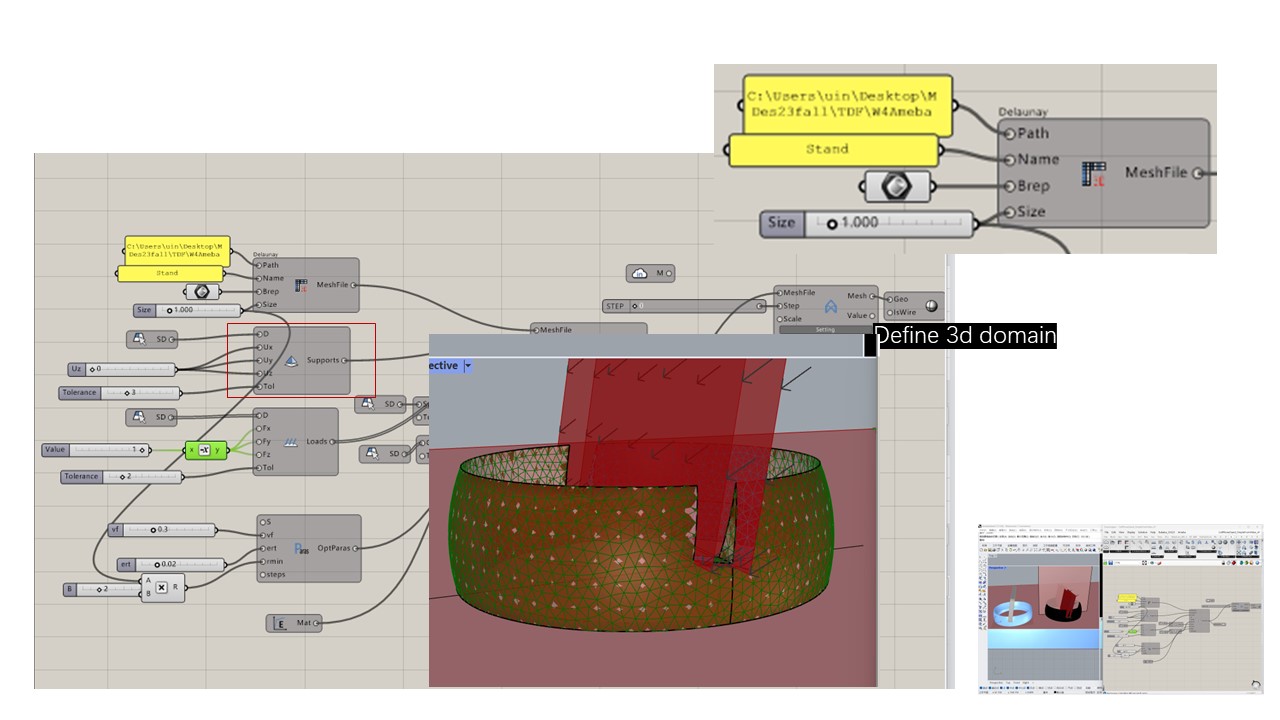 C:\Users\uin\Desktop\M
Des23fall\TDF\W4Ameba
Stand
Size
1.000
Delaunay
Path
Name
Brep
Size
MeshFile
C:\Users\uin\Desktop\M
Des23fall\TDF\W4Ameba
Stand
Size
1.000
Delaunay
Path
Name
Brep
Size
MeshFile
M
STEP
0
MeshFile
MeshFile
Step
Scale
Mesh
Value
Setting
Geo
IsWire
SD
Uz
0
Tolerance
3
D
Ux
Uy
Uz
Tol
Supports
Define 3d domain
ective
SD
Value
1
x
y
Tolerance
2
D
Fx
Fy
Fz
Tol
Loads
SD
SD
vf
0.3
ert
0.02
B
2
A
B
R
S
vf
ert
rmin
steps
OptParas
Mat